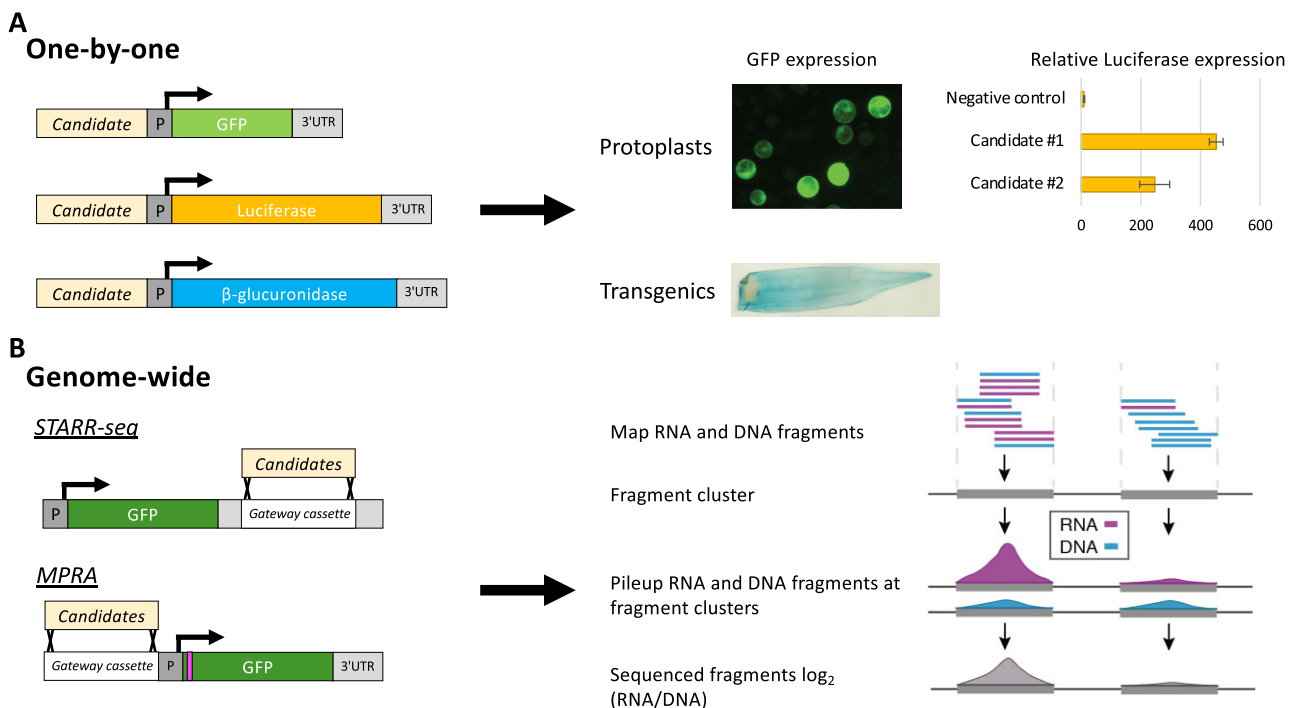 A
One-by-one
Candidate P GFP 3'UTR
Candidate P Luciferase 3'UTR
Candidate P β-glucuronidase 3'UTR
GFP expression
Protoplasts
Transgenics
Relative Luciferase expression
Negative control
Candidate #1
Candidate #2
0 200 400 600
B
Genome-wide
STARR-seq
Candidates
P GFP Gateway cassette
MPRA
Candidates
Gateway cassette P GFP 3'UTR
Map RNA and DNA fragments
Fragment cluster
RNA
DNA
Pileup RNA and DNA fragments at
fragment clusters
Sequenced fragments log₂
(RNA/DNA)